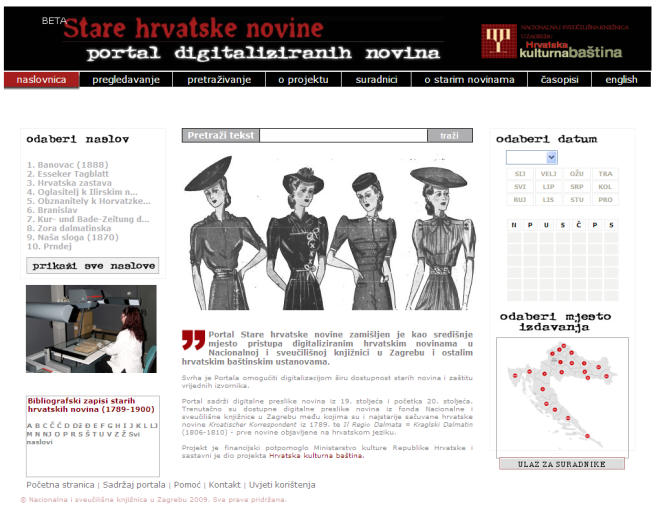 BETA
Stare hrvatske novine
portal digitaliziranih novina
NACIONALNA I SVEUČILIŠNA KNJIŽNICA
U ZAGREBU
Hrvatska
kulturnabaština
naslovnica
pregledavanje
pretraživanje
o projektu
suradnici
o starim novinama
časopisi
english
odaberi naslov
1. Banovac (1888)
2. Esseker Tagblatt
3. Hrvatska zastava
4. Oglasitelj k Ilirskim n...
5. Obznanitely k Horvatzke...
6. Branislav
7. Kur- und Bade-Zeitung d...
8. Zora dalmatinska
9. Naša sloga (1870)
10. Prndej
prikaži sve naslove
Bibliografski zapisi starih
hrvatskih novina (1789-1900)
A B C Č Ć D Dž Đ E F G H I J K L LJ
M N NJ O P R S Š T U V Z Ž Svi
naslovi
Pretraži tekst
traži
Portal Stare hrvatske novine zamišljen je kao središnje
mjesto pristupa digitaliziranim hrvatskim novinama u
Nacionalnoj i sveučilišnoj knjižnici u Zagrebu i ostalim
hrvatskim baštinskim ustanovama.
Svrha je Portala omogućiti digitalizacijom širu dostupnost starih novina i zaštitu
vrijednih izvornika.
Portal sadrži digitalne preslike novina iz 19. stoljeća i početka 20. stoljeća.
Trenutačno su dostupne digitalne preslike novina iz fonda Nacionalne i
sveučilišne knjižnice u Zagrebu među kojima su i najstarije sačuvane hrvatske
novine Kroatischer Korrespondent iz 1789. te Il Regio Dalmata = Kraglski Dalmatin
(1806-1810) - prve novine objavljene na hrvatskom jeziku.
Projekt je financijski potpomoglo Ministarstvo kulture Republike Hrvatske i
sastavni je dio projekta Hrvatska kulturna baština.
odaberi datum
SIJ VELJ OŽU TRA
SVI LIP SRP KOL
RUJ LIS STU PRO
N P U S Č P S
odaberi mjesto
izdavanja
ULAZ ZA SURADNIKE
Početna stranica | Sadržaj portala | Pomoć | Kontakt | Uvjeti korištenja
© Nacionalna i sveučilišna knjižnica u Zagrebu 2009. Sva prava pridržana.